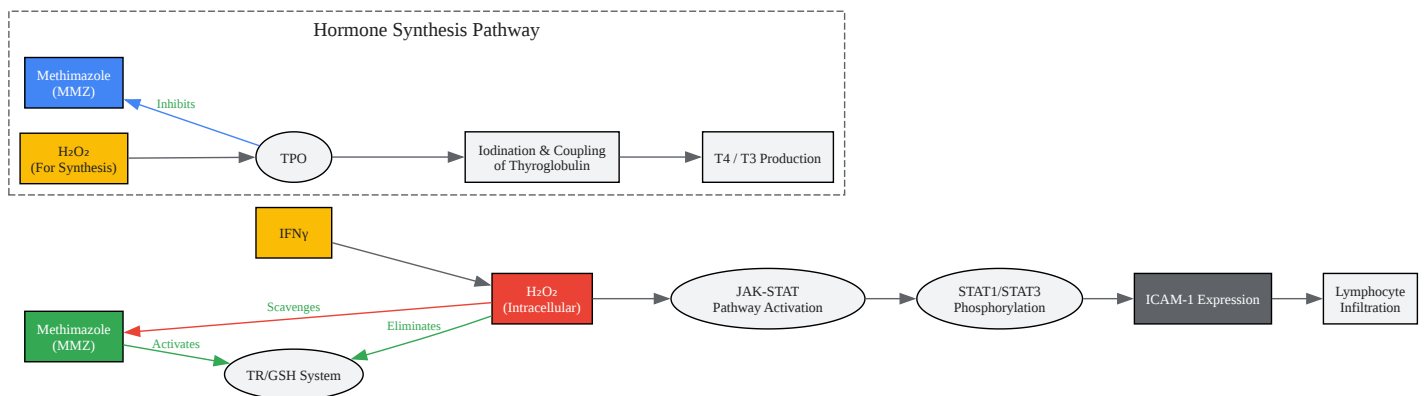 Hormone Synthesis Pathway
Methimazole
(MMZ)
Inhibits
H₂O₂
(For Synthesis)
TPO
Iodination & Coupling
of Thyroglobulin
T4 / T3 Production
IFNγ
H₂O₂
(Intracellular)
JAK-STAT
Pathway Activation
STAT1/STAT3
Phosphorylation
ICAM-1 Expression
Lymphocyte
Infiltration
Scavenges
Eliminates
Methimazole
(MMZ)
Activates
TR/GSH System